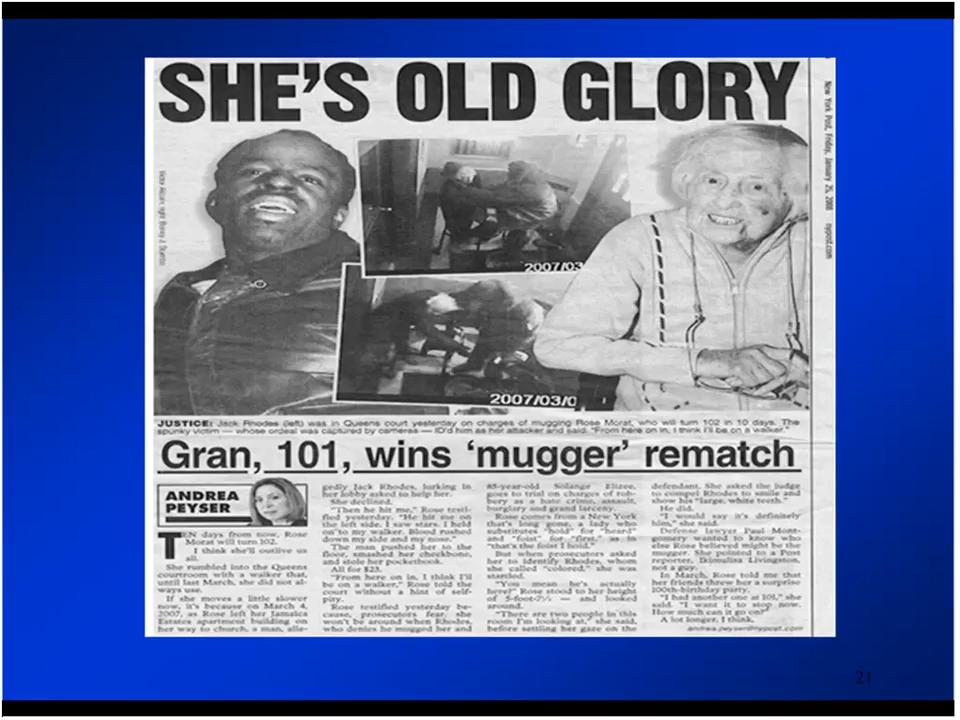 SHE'S OLD GLORY
New York Post, Friday, January 25, 2008 nypost.com
2007/03
2007/03/0
JUSTICE: Jack Rhodes (left) was in Queens court yesterday on charges of mugging Rose Morat, who will turn 102 in 10 days. The
spunky victim — whose ordeal was captured by cameras — ID'd him as her attacker and said: "From here on in, I think I'll be on a walker."
Gran, 101, wins 'mugger' rematch
ANDREA
PEYSER
TEN days from now, Rose
Morat will turn 102.
I think she'll outlive us
all.
She rumbled into the Queens
courtroom with a walker that,
until last March, she did not al-
ways use.
If she moves a little slower
now, it's because on March 4,
2007, as Rose left her Jamaica
Estates apartment building on
her way to church, a man, alle-
gedly Jack Rhodes, lurking in
her lobby asked to help her.
She declined.
"Then he hit me," Rose testi-
fied yesterday. "He hit me on
the left side. I saw stars. I held
on to my walker. Blood rushed
down my side and my nose."
The man pushed her to the
floor, smashed her cheekbone,
and stole her pocketbook.
All for $23.
"From here on in, I think I'll
be on a walker," Rose told the
court without a hint of self-
pity.
Rose testified yesterday be-
cause, prosecutors fear, she
won't be around when Rhodes,
who denies he mugged her and
85-year-old Solange Elizee,
goes to trial on charges of rob-
bery as a hate crime, assault,
burglary and grand larceny.
Rose comes from a New York
that's long gone, a lady who
substitutes "hold" for "heard"
and "foist" for "first," as in
"that's the foist I hold."
But when prosecutors asked
her to identify Rhodes, whom
she called "colored," she was
startled.
"You mean he's actually
here?" Rose stood to her height
of 5-foot-7½ — and looked
around.
"There are two people in this
room I'm looking at," she said,
before settling her gaze on the
defendant. She asked the judge
to compel Rhodes to smile and
show his "large, white teeth."
He did.
"I would say it's definitely
him," she said.
Defense lawyer Paul Mont-
gomery wanted to know who
else Rose believed might be the
mugger. She pointed to a Post
reporter, Ikimulisa Livingston,
not a guy.
In March, Rose told me that
her friends threw her a surprise
100th-birthday party.
"I had another one at 101," she
said. "I want it to stop now.
How much can it go on?"
A lot longer, I think.
andrea.peyser@nypost.com
21